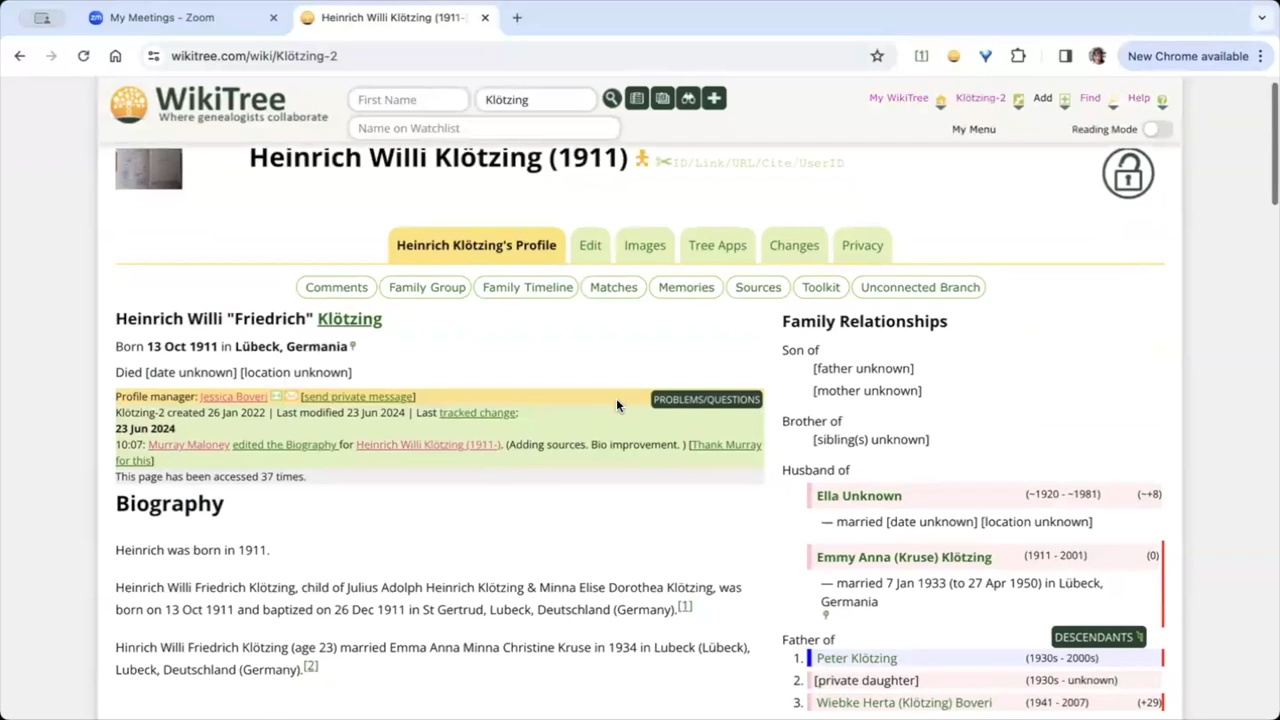 My Meetings - Zoom
Heinrich Willi Klötzing (1911-
wikitree.com/wiki/Klötzing-2
New Chrome available
WikiTree
Where genealogists collaborate
First Name
Klötzing
Name on Watchlist
My WikiTree
Klötzing-2
Add
Find
Help
My Menu
Reading Mode
Heinrich Willi Klötzing (1911)
ID/Link/URL/Cite/UserID
Heinrich Klötzing's Profile
Edit
Images
Tree Apps
Changes
Privacy
Comments
Family Group
Family Timeline
Matches
Memories
Sources
Toolkit
Unconnected Branch
Heinrich Willi "Friedrich" Klötzing
Born 13 Oct 1911 in Lübeck, Germania
Died [date unknown] [location unknown]
Profile manager: Jessica Boveri [send private message]
PROBLEMS/QUESTIONS
Klötzing-2 created 26 Jan 2022 | Last modified 23 Jun 2024 | Last tracked change:
23 Jun 2024
10:07: Murray Maloney edited the Biography for Heinrich Willi Klötzing (1911-). (Adding sources. Bio improvement. ) [Thank Murray
for this]
This page has been accessed 37 times.
Biography
Heinrich was born in 1911.
Heinrich Willi Friedrich Klötzing, child of Julius Adolph Heinrich Klötzing & Minna Elise Dorothea Klötzing, was
born on 13 Oct 1911 and baptized on 26 Dec 1911 in St Gertrud, Lubeck, Deutschland (Germany).[1]
Hinrich Willi Friedrich Klötzing (age 23) married Emma Anna Minna Christine Kruse in 1934 in Lubeck (Lübeck),
Lubeck, Deutschland (Germany).[2]
Family Relationships
Son of
[father unknown]
[mother unknown]
Brother of
[sibling(s) unknown]
Husband of
Ella Unknown (~1920 - ~1981) (~+8)
— married [date unknown] [location unknown]
Emmy Anna (Kruse) Klötzing (1911 - 2001) (0)
— married 7 Jan 1933 (to 27 Apr 1950) in Lübeck,
Germania
Father of
DESCENDANTS
1. Peter Klötzing (1930s - 2000s)
2. [private daughter] (1930s - unknown)
3. Wiebke Herta (Klötzing) Boveri (1941 - 2007) (+29)